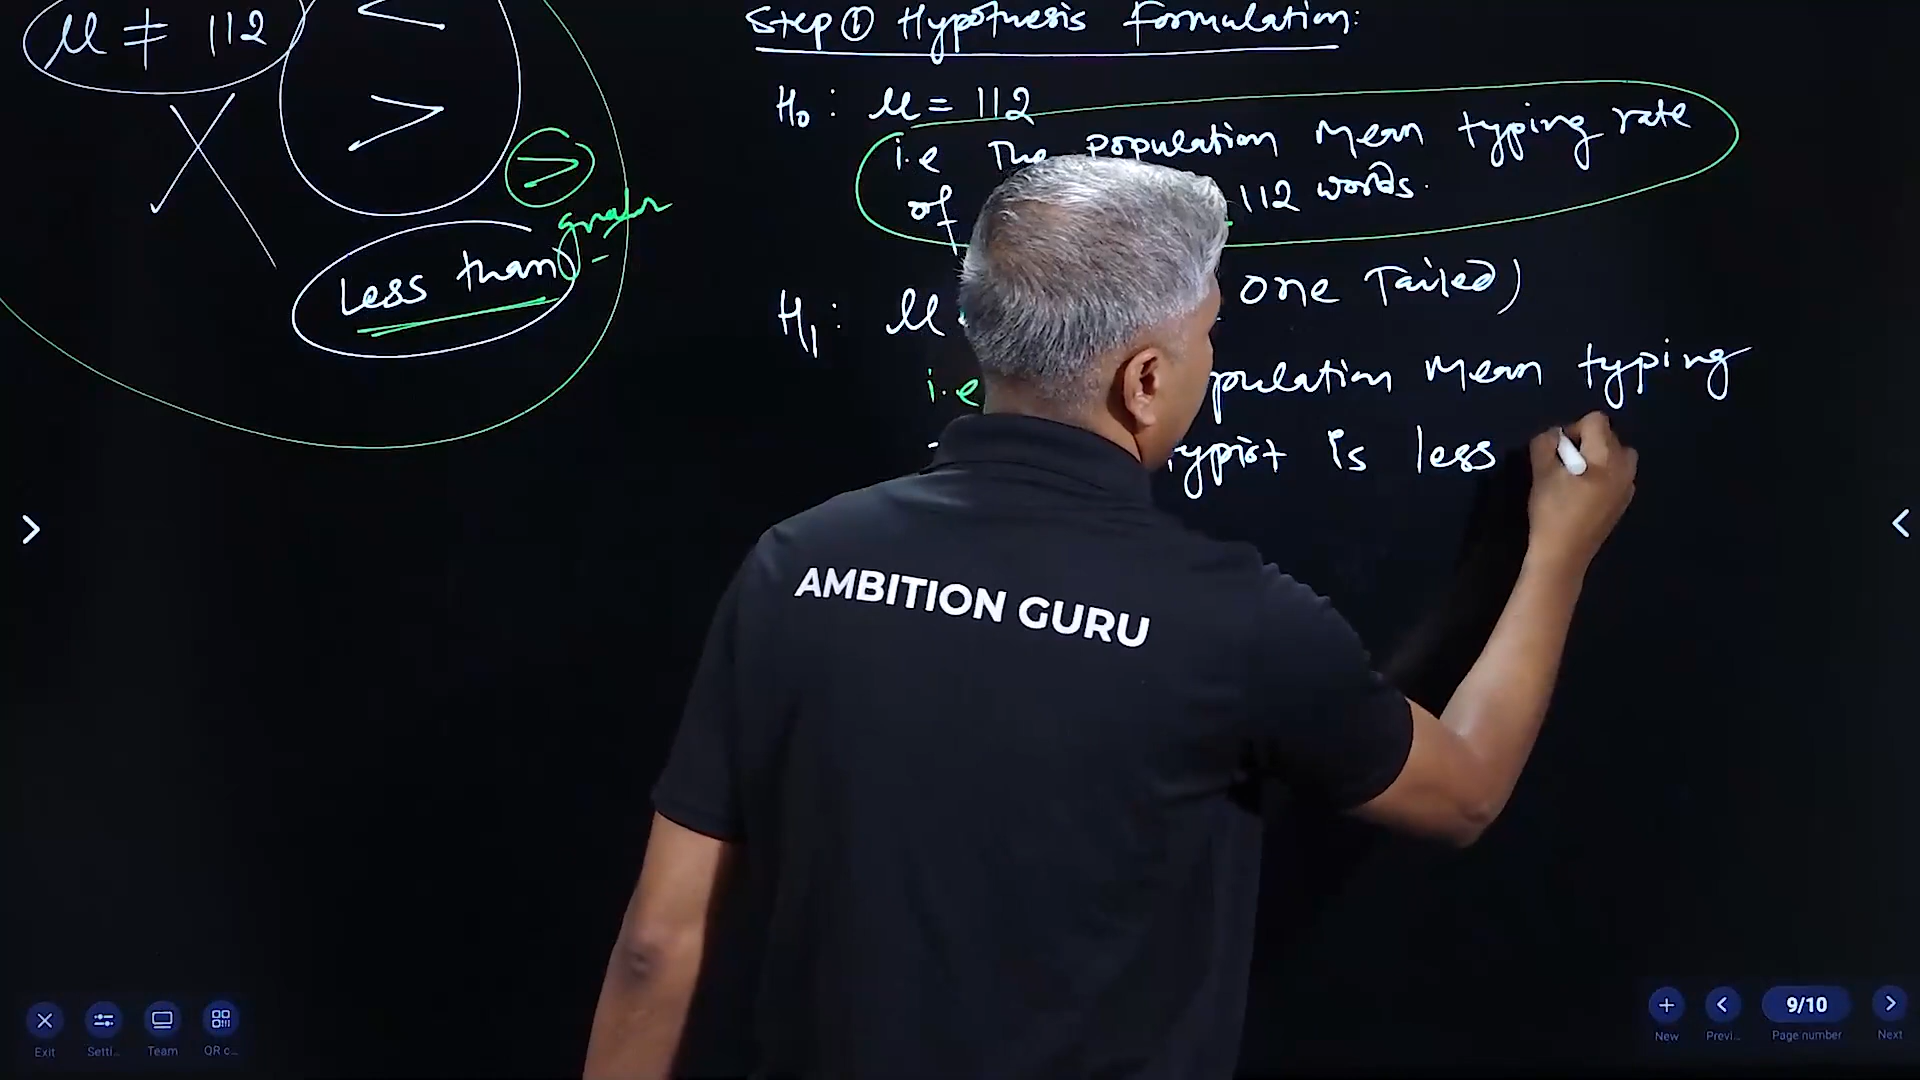 μ ≠ 112
<
>
>
greater
less than
Step ① Hypothesis Formulation:
H₀ : μ = 112
i.e The population Mean typing rate
of 112 words.
H₁ : μ one Tailed)
i.e pulation Mean typing
typist is less
AMBITION GURU
Exit
Setti...
Team
QR c...
New
Previ...
9/10
Page number
Next